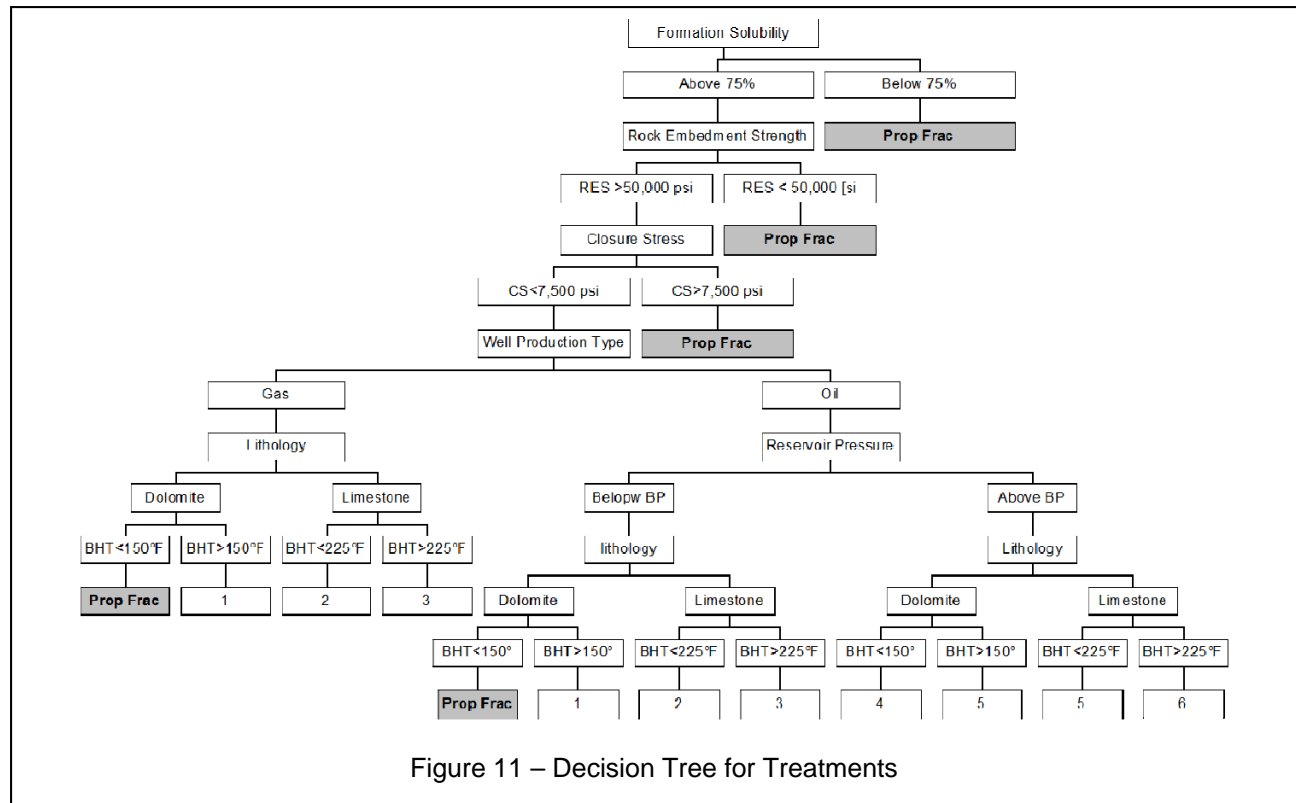 Formation Solubility
Above 75%
Below 75%
Rock Embedment Strength
Prop Frac
RES >50,000 psi
RES < 50,000 [si
Closure Stress
Prop Frac
CS<7,500 psi
CS>7,500 psi
Well Production Type
Prop Frac
Gas
Oil
Lithology
Reservoir Pressure
Dolomite
Limestone
Belopw BP
Above BP
BHT<150°F
BHT>150°F
BHT<225°F
BHT>225°F
lithology
Lithology
Prop Frac
1
2
3
Dolomite
Limestone
Dolomite
Limestone
BHT<150°
BHT>150°
BHT<225°F
BHT>225°F
BHT<150°
BHT>150°
BHT<225°F
BHT>225°F
Prop Frac
1
2
3
4
5
5
6
Figure 11 – Decision Tree for Treatments